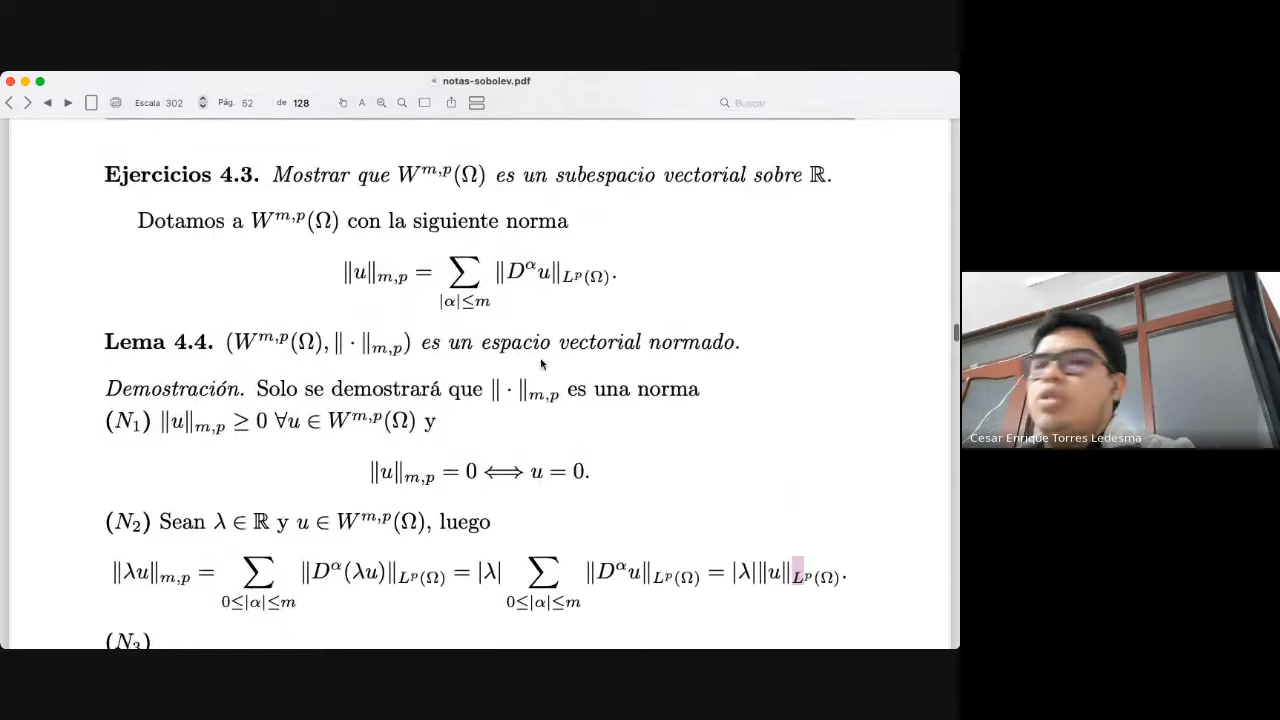 notas-sobolev.pdf
Escala 302 Pág. 52 de 128 A Buscar
Ejercicios 4.3. Mostrar que W^{m,p}(Ω) es un subespacio vectorial sobre ℝ.
Dotamos a W^{m,p}(Ω) con la siguiente norma
‖u‖_{m,p} = ∑_{|α|≤m} ‖D^α u‖_{L^p(Ω)}.
Lema 4.4. (W^{m,p}(Ω), ‖ · ‖_{m,p}) es un espacio vectorial normado.
Demostración. Solo se demostrará que ‖ · ‖_{m,p} es una norma
(N_1) ‖u‖_{m,p} ≥ 0 ∀u ∈ W^{m,p}(Ω) y
‖u‖_{m,p} = 0 ⟺ u = 0.
(N_2) Sean λ ∈ ℝ y u ∈ W^{m,p}(Ω), luego
‖λu‖_{m,p} = ∑_{0≤|α|≤m} ‖D^α(λu)‖_{L^p(Ω)} = |λ| ∑_{0≤|α|≤m} ‖D^α u‖_{L^p(Ω)} = |λ|‖u‖_{L^p(Ω)}.
(N_3)
Cesar Enrique Torres Ledesma